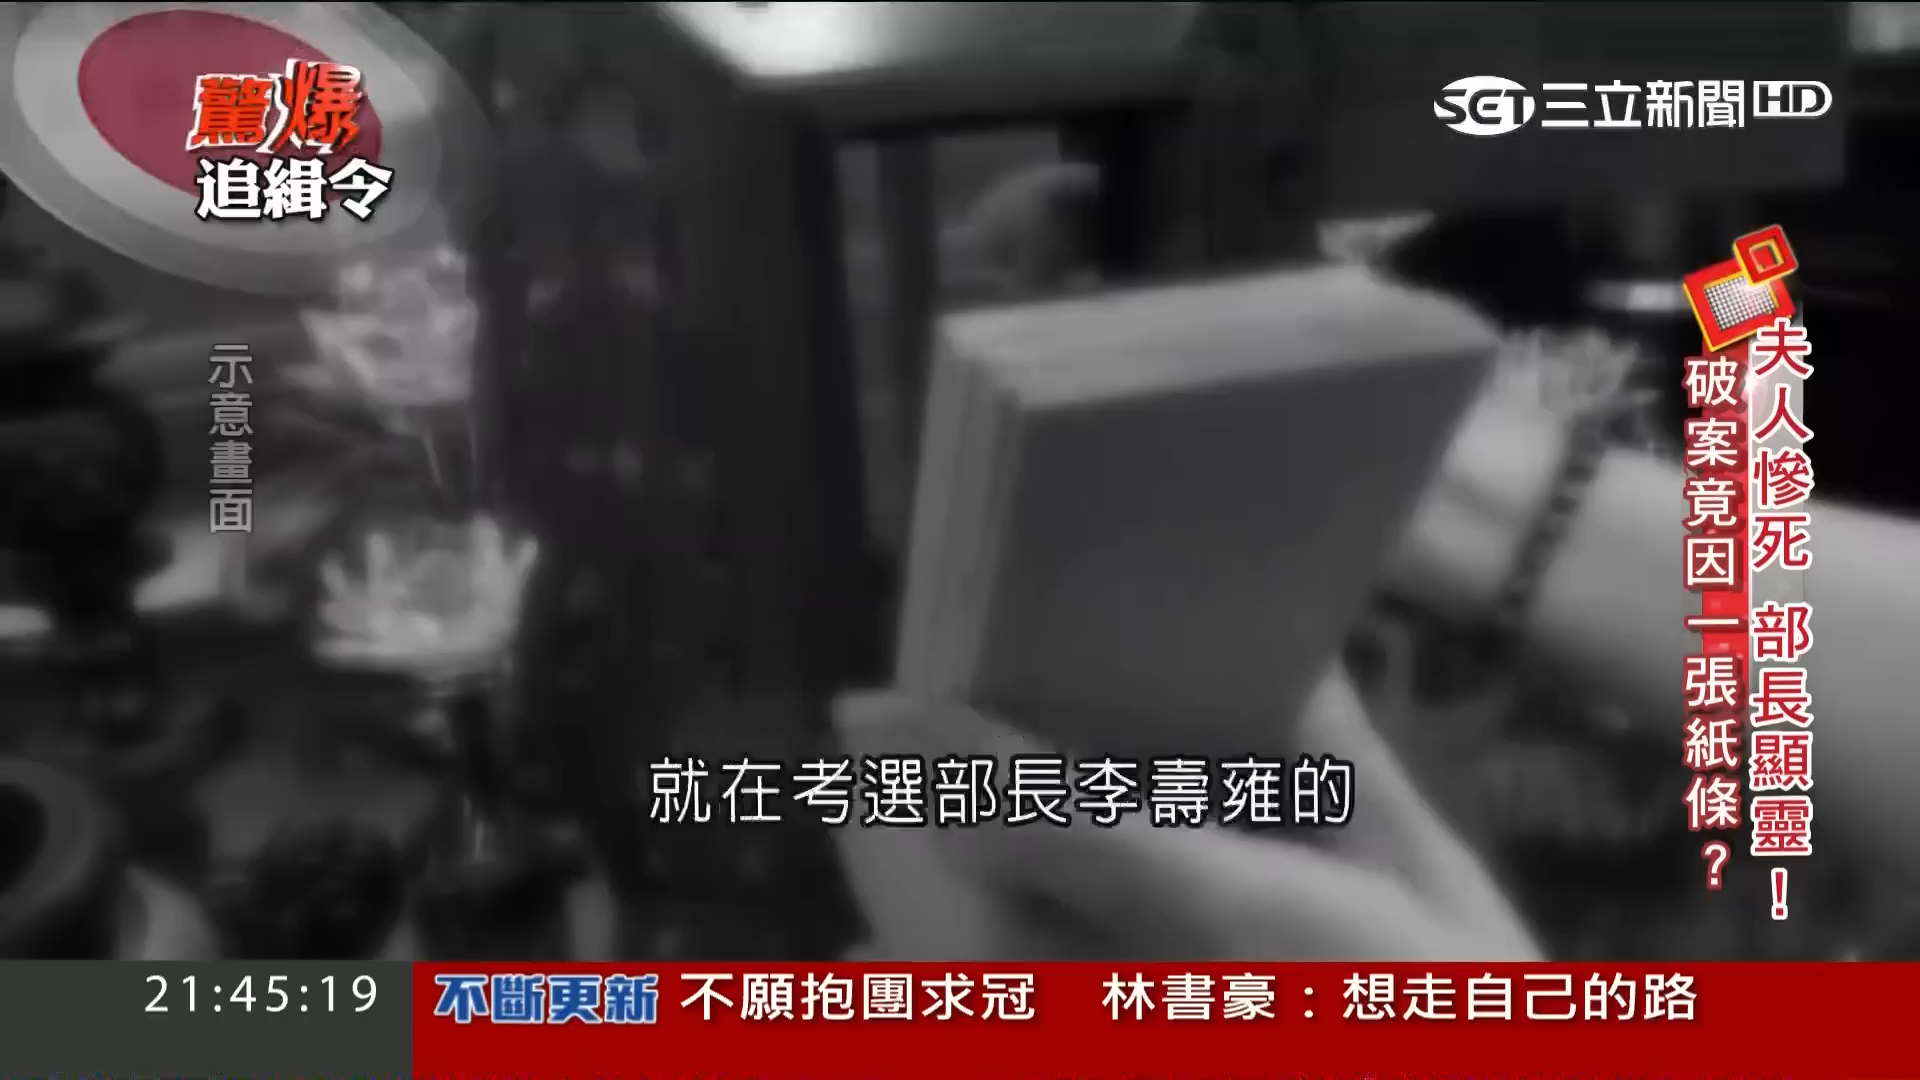 驚爆
追緝令
SET三立新聞HD
示意畫面
夫人慘死 部長顯靈！
破案竟因一張紙條？
就在考選部長李壽雍的
21:45:19
不斷更新 不願抱團求冠 林書豪：想走自己的路